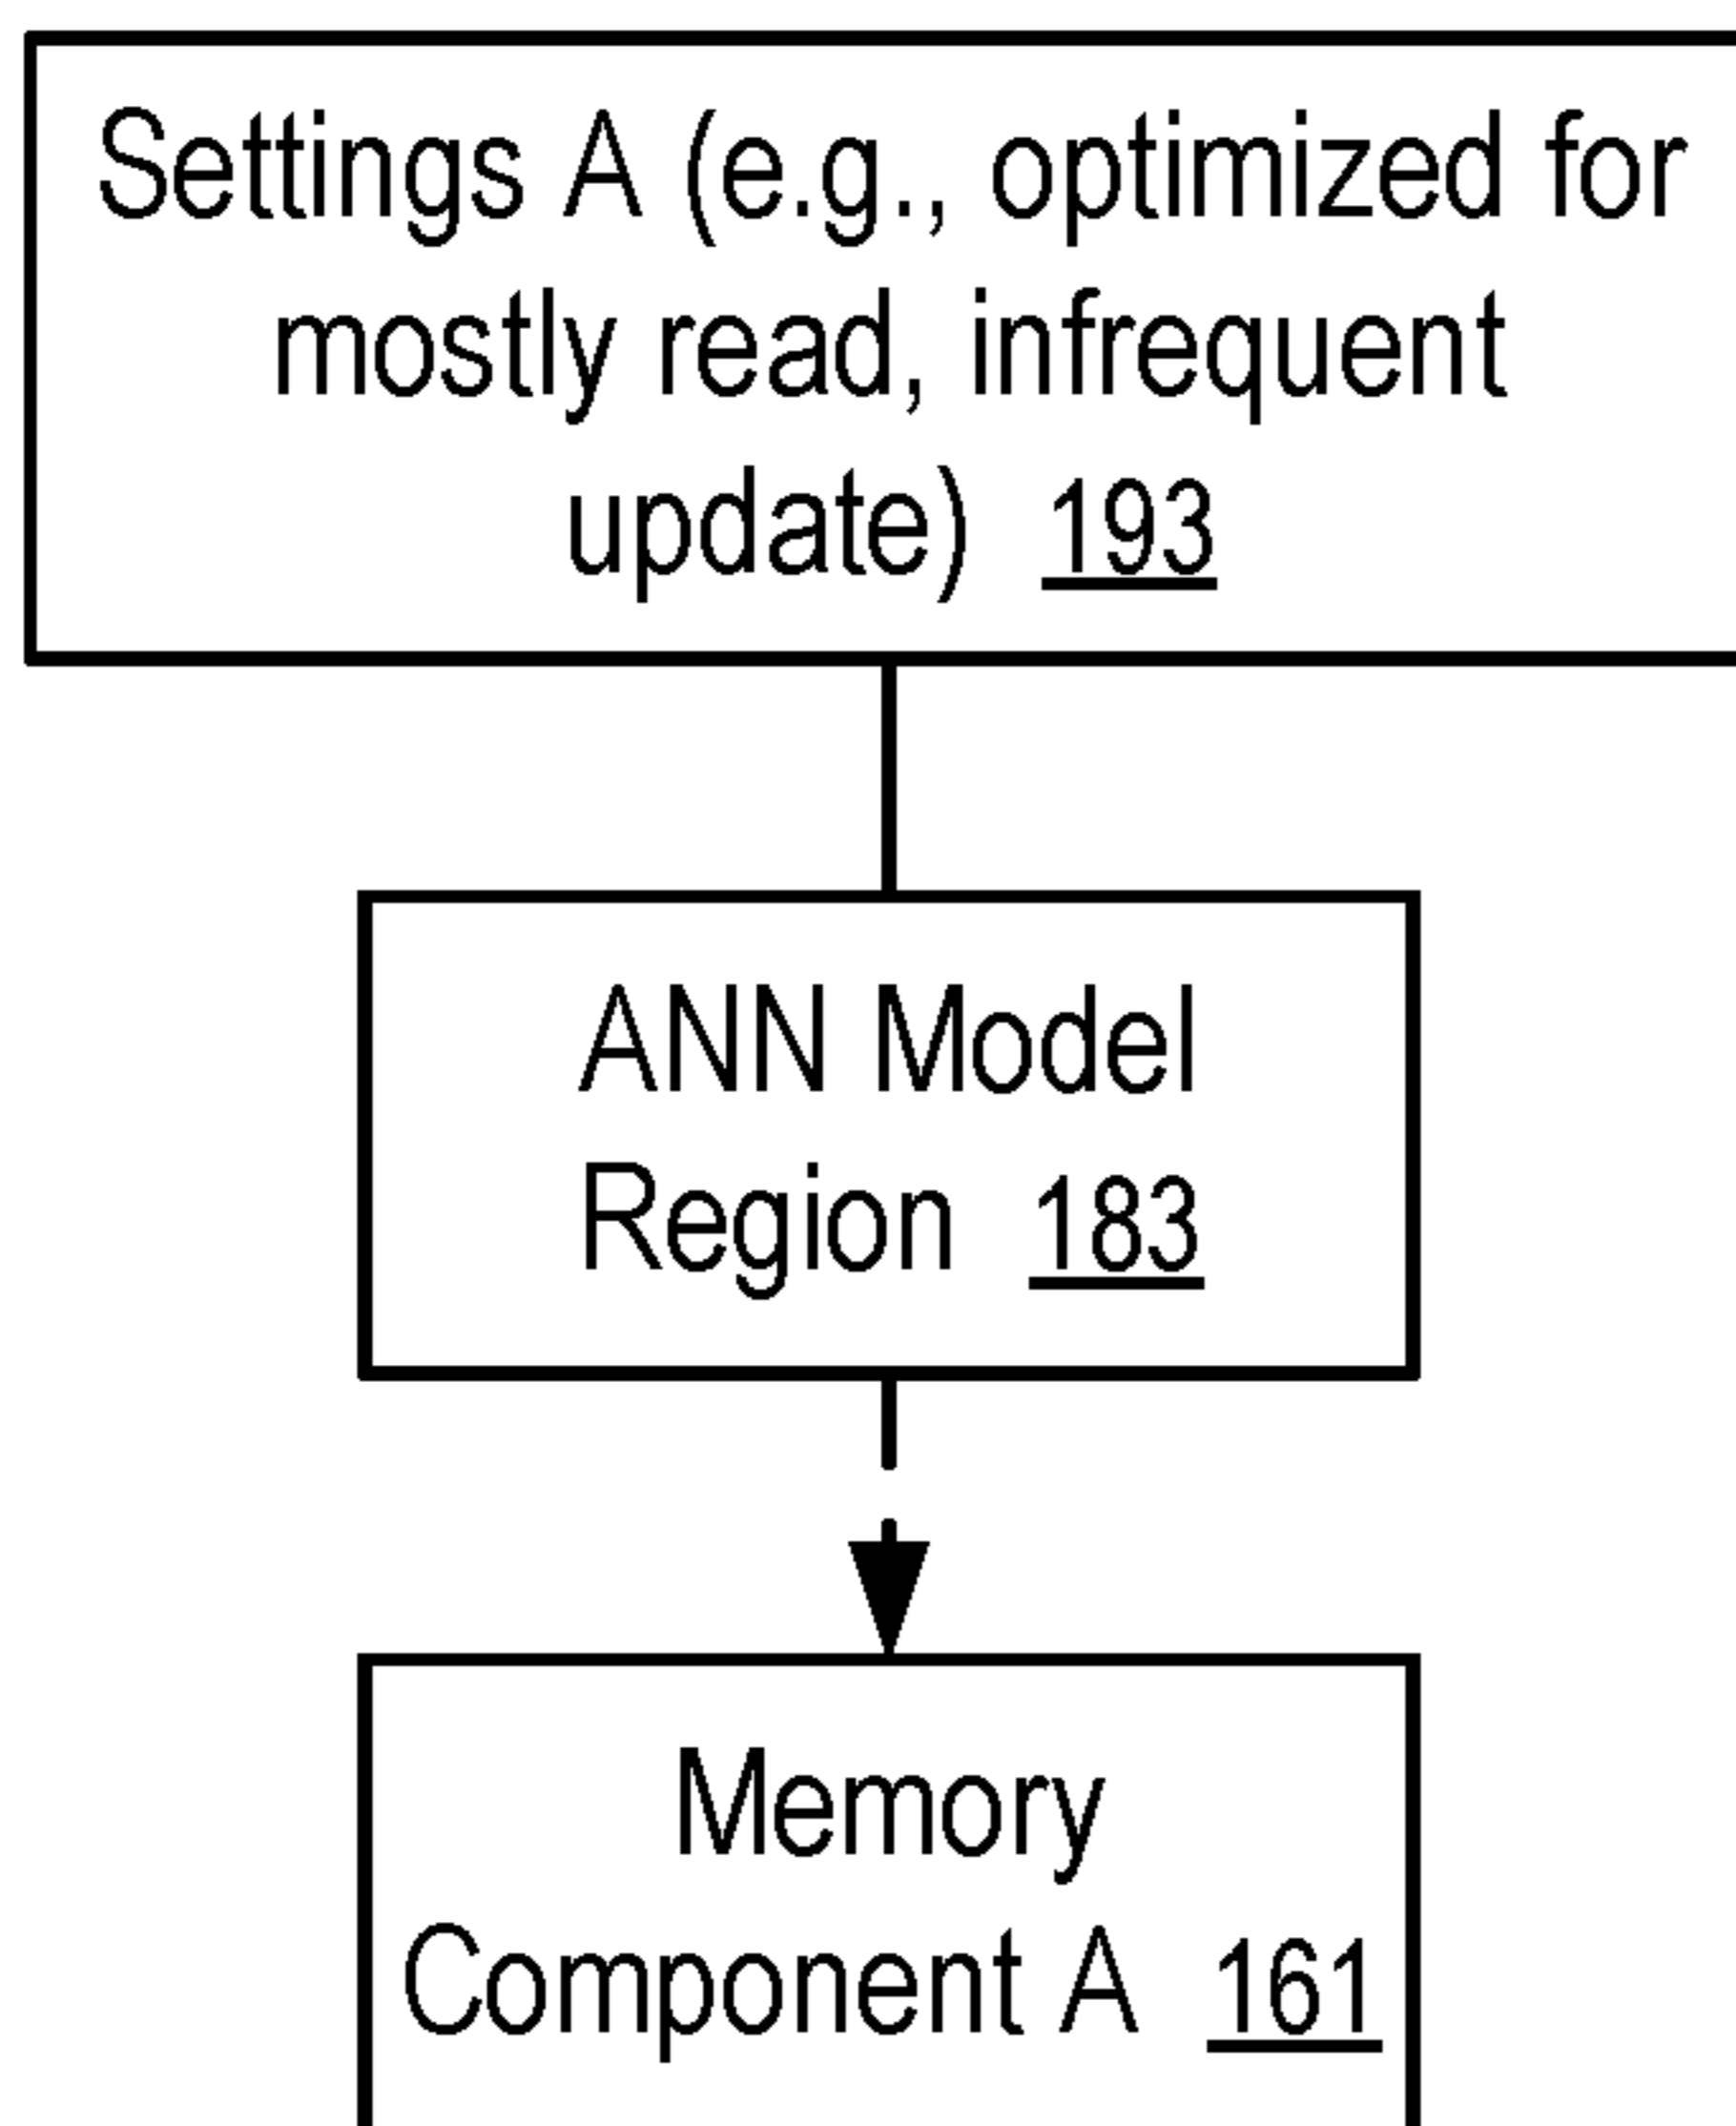 Settings A (e.g., optimized for
mostly read, infrequent
update) 193
ANN Model
Region 183
Memory
Component A 161